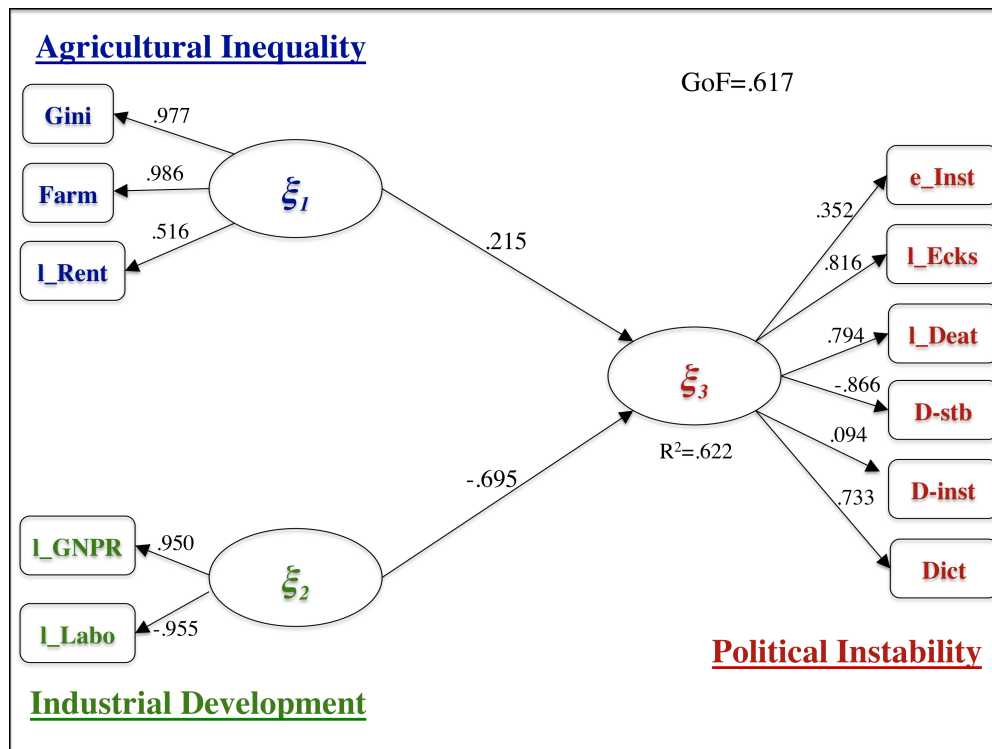 Agricultural Inequality
GoF=.617
Gini
.977
Farm
.986
l_Rent
.516
ξ1
.215
e_Inst
.352
l_Ecks
.816
l_Deat
.794
D-stb
-.866
D-inst
.094
Dict
.733
ξ3
R²=.622
-.695
l_GNPR
.950
l_Labo
-.955
ξ2
Political Instability
Industrial Development